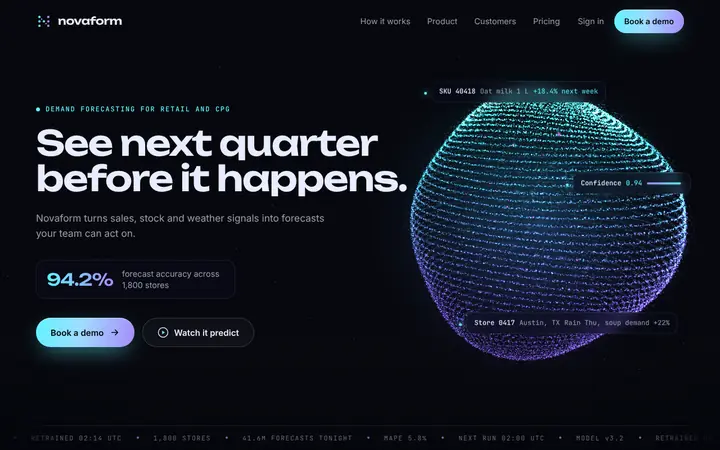 novaform
How it works Product Customers Pricing Sign in Book a demo
DEMAND FORECASTING FOR RETAIL AND CPG
See next quarter
before it happens.
Novaform turns sales, stock and weather signals into forecasts
your team can act on.
94.2% forecast accuracy across
1,800 stores
Book a demo → Watch it predict
SKU 40418 Oat milk 1 L +18.4% next week
Confidence 0.94
Store 0417 Austin, TX Rain Thu, soup demand +22%
RETRAINED 02:14 UTC • 1,800 STORES • 41.6M FORECASTS TONIGHT • MAPE 5.8% • NEXT RUN 02:00 UTC • MODEL v3.2 • RETRAINED